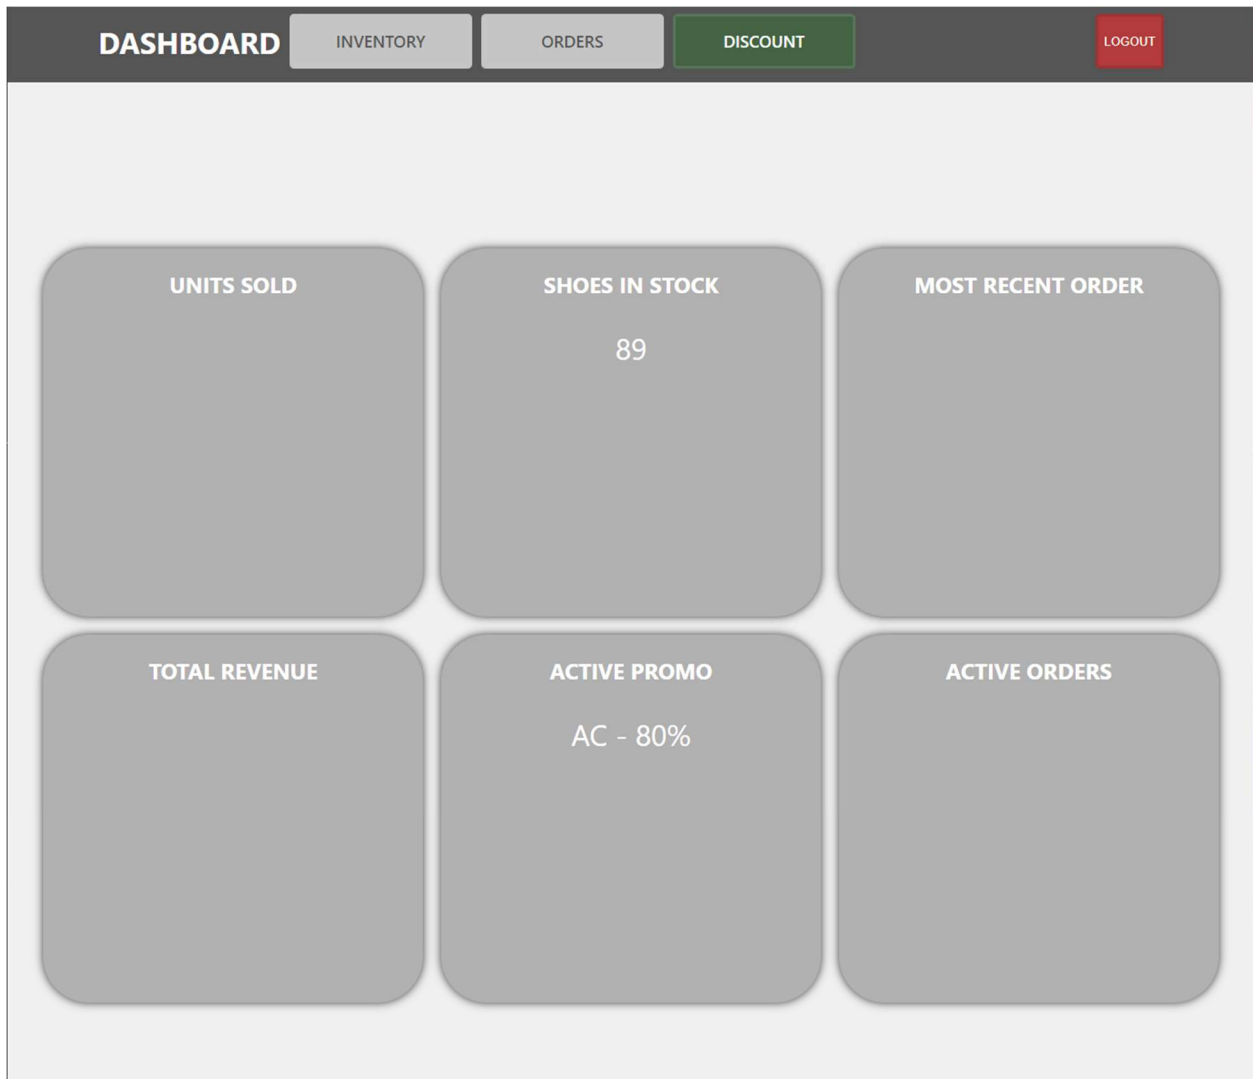 DASHBOARD INVENTORY ORDERS DISCOUNT LOGOUT
UNITS SOLD
SHOES IN STOCK
89
MOST RECENT ORDER
TOTAL REVENUE
ACTIVE PROMO
AC - 80%
ACTIVE ORDERS